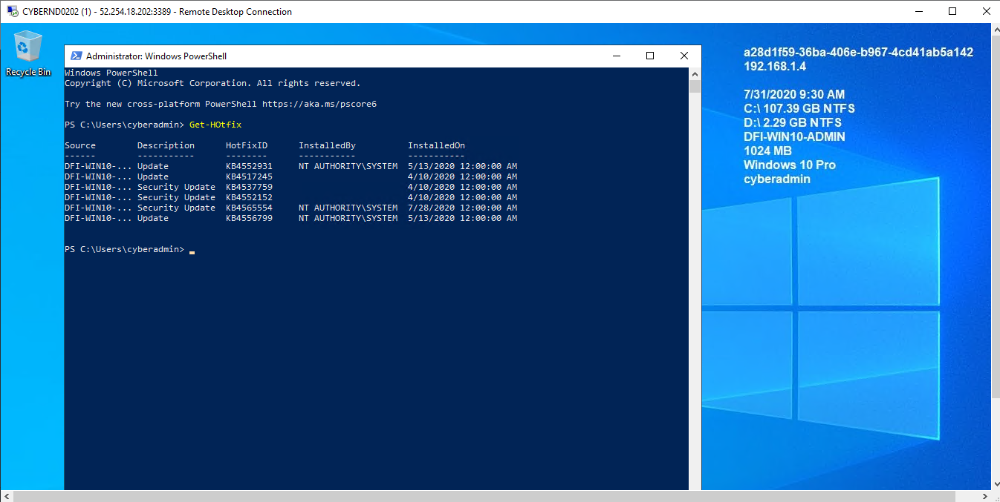 CYBERND0202 (1) - 52.254.18.202:3389 - Remote Desktop Connection
Recycle Bin
Administrator: Windows PowerShell
Windows PowerShell
Copyright (C) Microsoft Corporation. All rights reserved.
Try the new cross-platform PowerShell https://aka.ms/pscore6
PS C:\Users\cyberadmin> Get-HOtfix
Source        Description      HotFixID      InstalledBy          InstalledOn
------        -----------      --------      -----------          -----------
DFI-WIN10-... Update           KB4552931     NT AUTHORITY\SYSTEM  5/13/2020 12:00:00 AM
DFI-WIN10-... Update           KB4517245                          4/10/2020 12:00:00 AM
DFI-WIN10-... Security Update  KB4537759                          4/10/2020 12:00:00 AM
DFI-WIN10-... Security Update  KB4552152                          4/10/2020 12:00:00 AM
DFI-WIN10-... Security Update  KB4565554     NT AUTHORITY\SYSTEM  7/28/2020 12:00:00 AM
DFI-WIN10-... Update           KB4556799     NT AUTHORITY\SYSTEM  5/13/2020 12:00:00 AM
PS C:\Users\cyberadmin>
a28d1f59-36ba-406e-b967-4cd41ab5a142
192.168.1.4
7/31/2020 9:30 AM
C:\ 107.39 GB NTFS
D:\ 2.29 GB NTFS
DFI-WIN10-ADMIN
1024 MB
Windows 10 Pro
cyberadmin